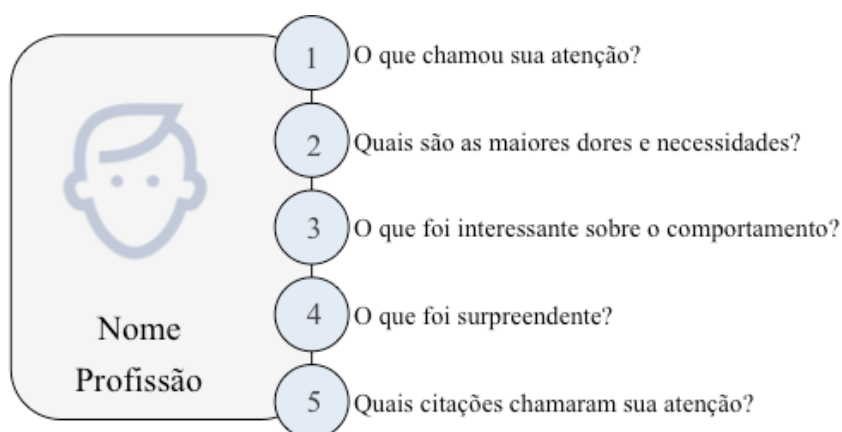 1 O que chamou sua atenção?
2 Quais são as maiores dores e necessidades?
3 O que foi interessante sobre o comportamento?
4 O que foi surpreendente?
5 Quais citações chamaram sua atenção?
Nome
Profissão